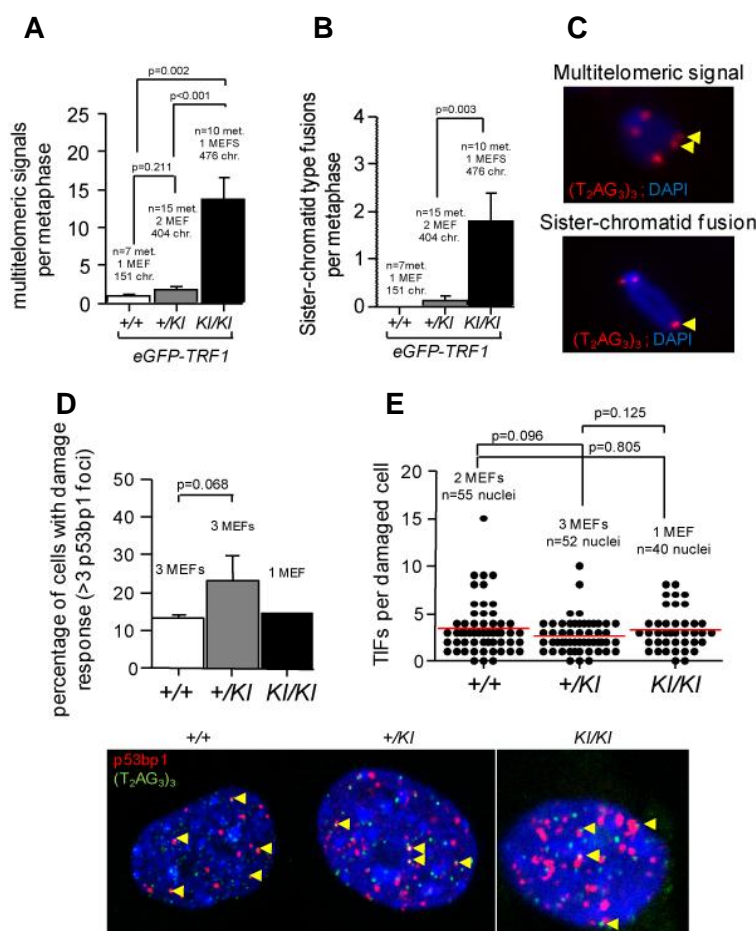 A
p=0.002
p<0.001
p=0.211
multitelomeric signals
per metaphase
25
20
15
10
5
0
n=7 met.
1 MEF
151 chr.
n=15 met.
2 MEF
404 chr.
n=10 met.
1 MEFS
476 chr.
+/+ +/KI KI/KI
eGFP-TRF1
B
p=0.003
Sister-chromatid type fusions
per metaphase
4
3
2
1
0
n=7met.
1 MEF
151 chr.
n=15 met.
2 MEF
404 chr.
n=10 met.
1 MEFS
476 chr.
+/+ +/KI KI/KI
eGFP-TRF1
C
Multitelomeric signal
(T2AG3)3 ; DAPI
Sister-chromatid fusion
(T2AG3)3 ; DAPI
D
percentage of cells with damage
response (>3 p53bp1 foci)
50
40
30
20
10
0
p=0.068
3 MEFs
3 MEFs
1 MEF
+/+ +/KI KI/KI
E
p=0.125
p=0.096
p=0.805
TIFs per damaged cell
20
15
10
5
0
2 MEFs
n=55 nuclei
3 MEFs
n=52 nuclei
1 MEF
n=40 nuclei
+/+ +/KI KI/KI
+/+ +/KI KI/KI
p53bp1
(T2AG3)3